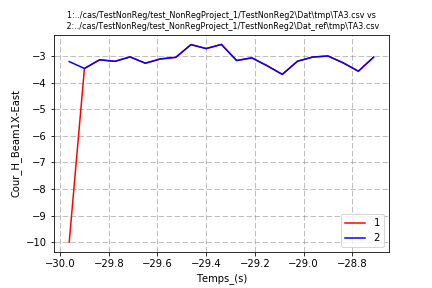 1:../cas/TestNonReg/test_NonRegProject_1/TestNonReg2\Dat\tmp\TA3.csv vs
2:../cas/TestNonReg/test_NonRegProject_1/TestNonReg2\Dat_ref\tmp\TA3.csv
Cour_H_Beam1X-East
−3
−4
−5
−6
−7
−8
−9
−10
1
2
−30.0 −29.8 −29.6 −29.4 −29.2 −29.0 −28.8
Temps_(s)